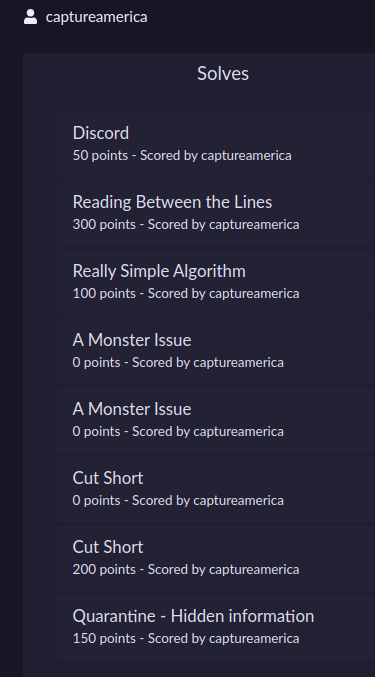 captureamerica
Solves
Discord
50 points - Scored by captureamerica
Reading Between the Lines
300 points - Scored by captureamerica
Really Simple Algorithm
100 points - Scored by captureamerica
A Monster Issue
0 points - Scored by captureamerica
A Monster Issue
0 points - Scored by captureamerica
Cut Short
0 points - Scored by captureamerica
Cut Short
200 points - Scored by captureamerica
Quarantine - Hidden information
150 points - Scored by captureamerica